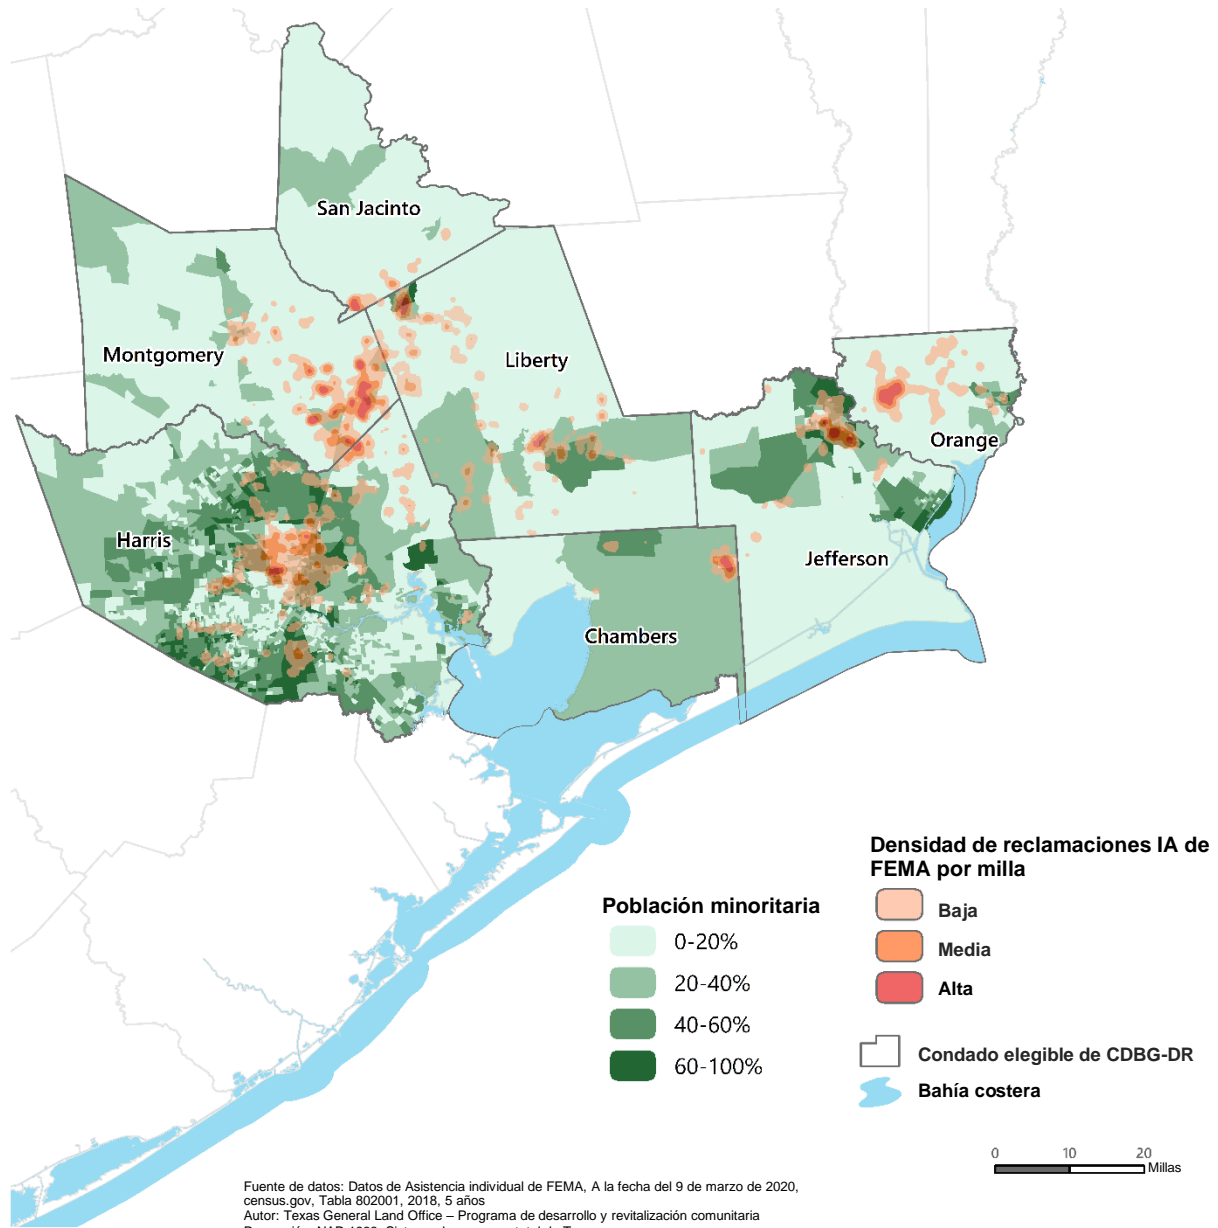 San Jacinto
Montgomery
Liberty
Orange
Harris
Jefferson
Chambers
Densidad de reclamaciones IA de
FEMA por milla
Baja
Media
Alta
Población minoritaria
0-20%
20-40%
40-60%
60-100%
Condado elegible de CDBG-DR
Bahía costera
0 10 20
Millas
Fuente de datos: Datos de Asistencia individual de FEMA, A la fecha del 9 de marzo de 2020,
census.gov, Tabla 802001, 2018, 5 años
Autor: Texas General Land Office – Programa de desarrollo y revitalización comunitaria